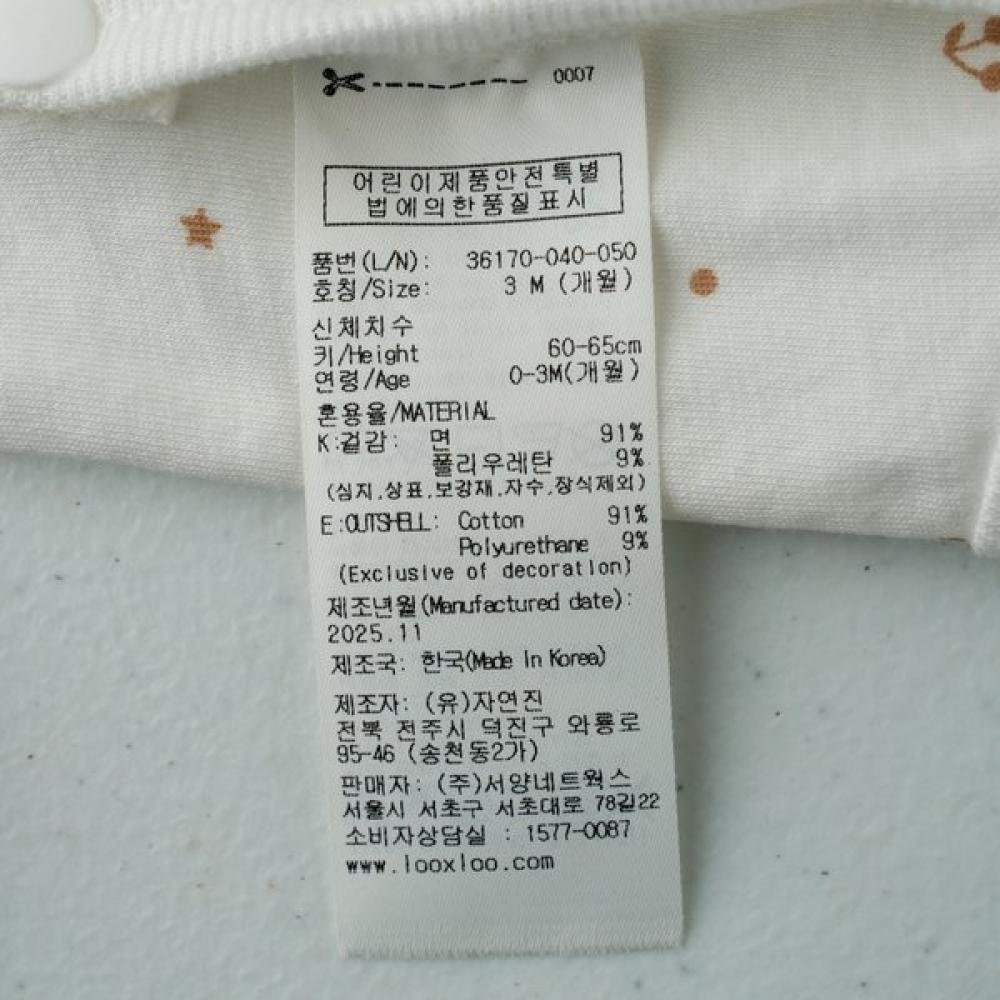 0007
어린이제품안전특별
법에의한품질표시
품번(L/N): 36170-040-050
호칭/Size: 3 M (개월)
신체치수
키/Height 60-65cm
연령/Age 0-3M(개월)
혼용율/MATERIAL
K:겉감: 면 91%
폴리우레탄 9%
(심지,상표,보강재,자수,장식제외)
E:OUTSHELL: Cotton 91%
Polyurethane 9%
(Exclusive of decoration)
제조년월(Manufactured date):
2025.11
제조국: 한국(Made In Korea)
제조자: (유)자연진
전북 전주시 덕진구 와룡로
95-46 (송천동2가)
판매자: (주)서양네트웍스
서울시 서초구 서초대로 78길22
소비자상담실 : 1577-0087
www.looxloo.com